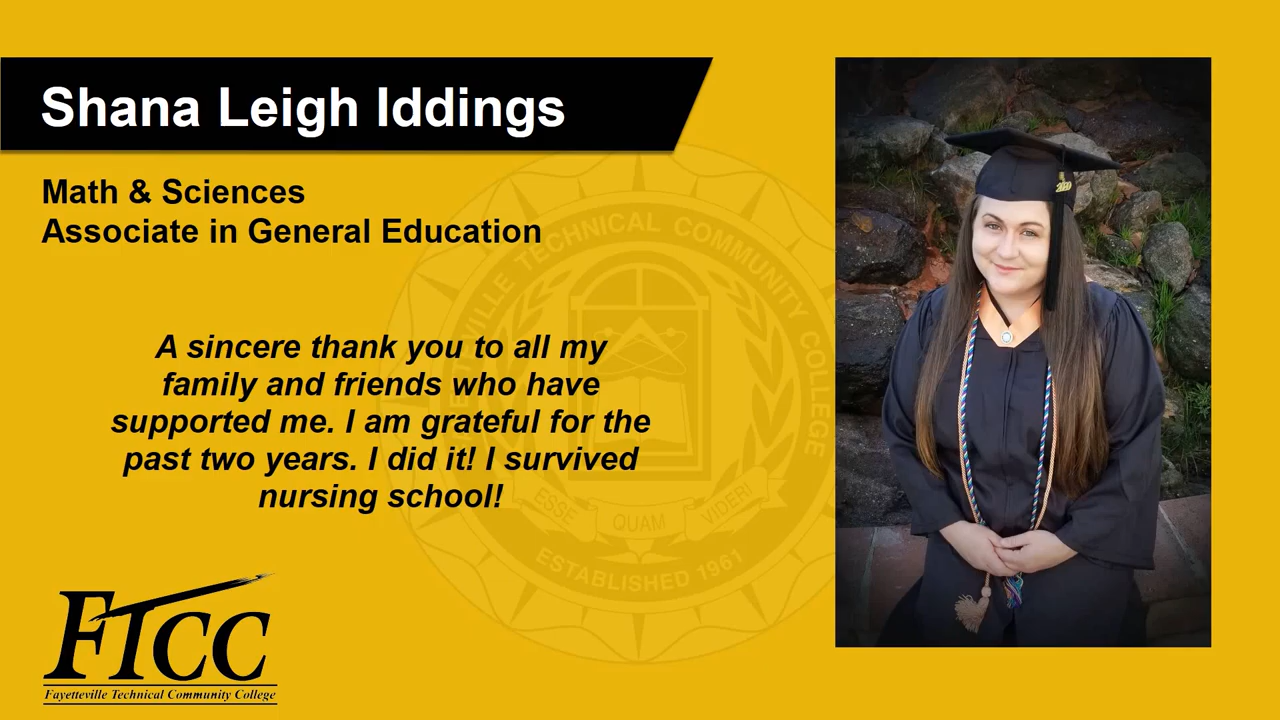 Shana Leigh Iddings
Math & Sciences
Associate in General Education
A sincere thank you to all my
family and friends who have
supported me. I am grateful for the
past two years. I did it! I survived
nursing school!
FAYETTEVILLE TECHNICAL COMMUNITY COLLEGE
ESSE QUAM VIDERI
ESTABLISHED 1961
FTCC
Fayetteville Technical Community College